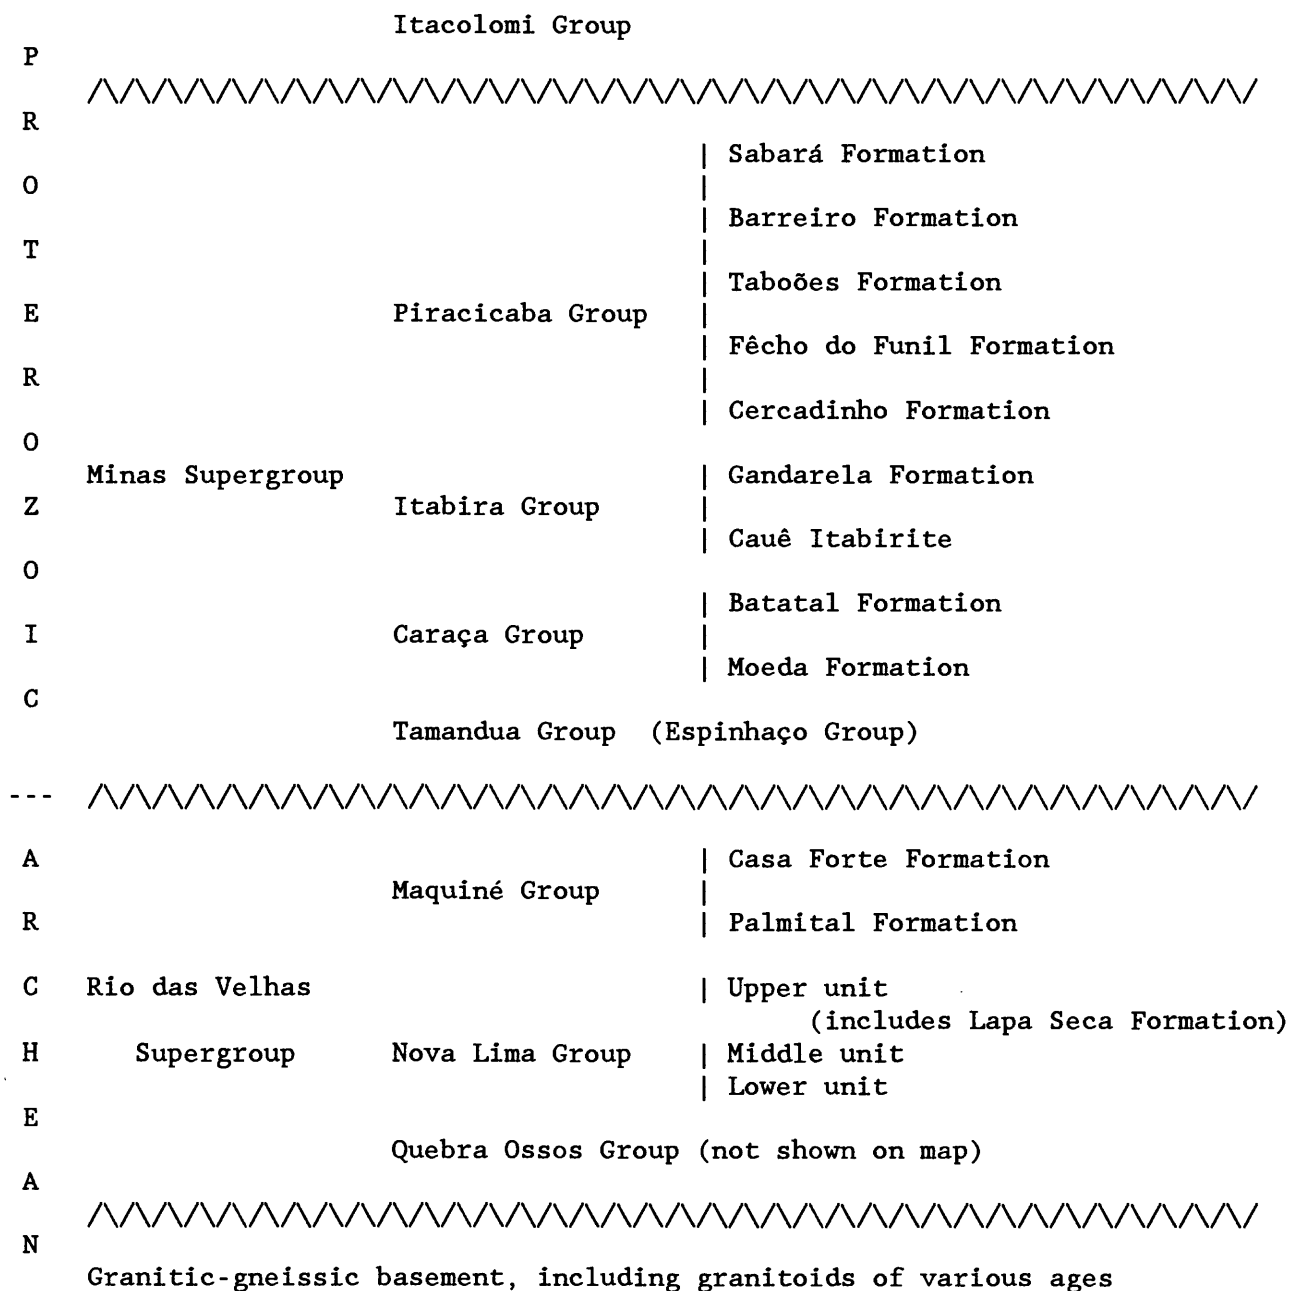 Itacolomi Group
P
/\/\/\/\/\/\/\/\/\/\/\/\/\/\/\/\/\/\/\/\/\/\/\/\/\/\/\/\/\/\/\/\/\/\/\/\/
R
| Sabará Formation
O |
| Barreiro Formation
T |
| Taboões Formation
E Piracicaba Group |
| Fêcho do Funil Formation
R |
| Cercadinho Formation
O
Minas Supergroup | Gandarela Formation
Z Itabira Group |
| Cauê Itabirite
O
| Batatal Formation
I Caraça Group |
| Moeda Formation
C
Tamandua Group (Espinhaço Group)
--- /\/\/\/\/\/\/\/\/\/\/\/\/\/\/\/\/\/\/\/\/\/\/\/\/\/\/\/\/\/\/\/\/\/\/\/\/
A | Casa Forte Formation
Maquiné Group |
R | Palmital Formation
C Rio das Velhas | Upper unit
(includes Lapa Seca Formation)
H Supergroup Nova Lima Group | Middle unit
| Lower unit
E
Quebra Ossos Group (not shown on map)
A
/\/\/\/\/\/\/\/\/\/\/\/\/\/\/\/\/\/\/\/\/\/\/\/\/\/\/\/\/\/\/\/\/\/\/\/\/
N
Granitic-gneissic basement, including granitoids of various ages